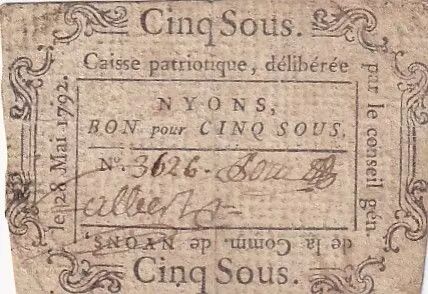 Cinq Sous.
Caisse patriotique, délibérée
par le conseil gén.
de la Comm. de NYONS.
le 28 Mai 1792.
NYONS,
BON pour CINQ SOUS.
N°. 3626.
Cinq Sous.